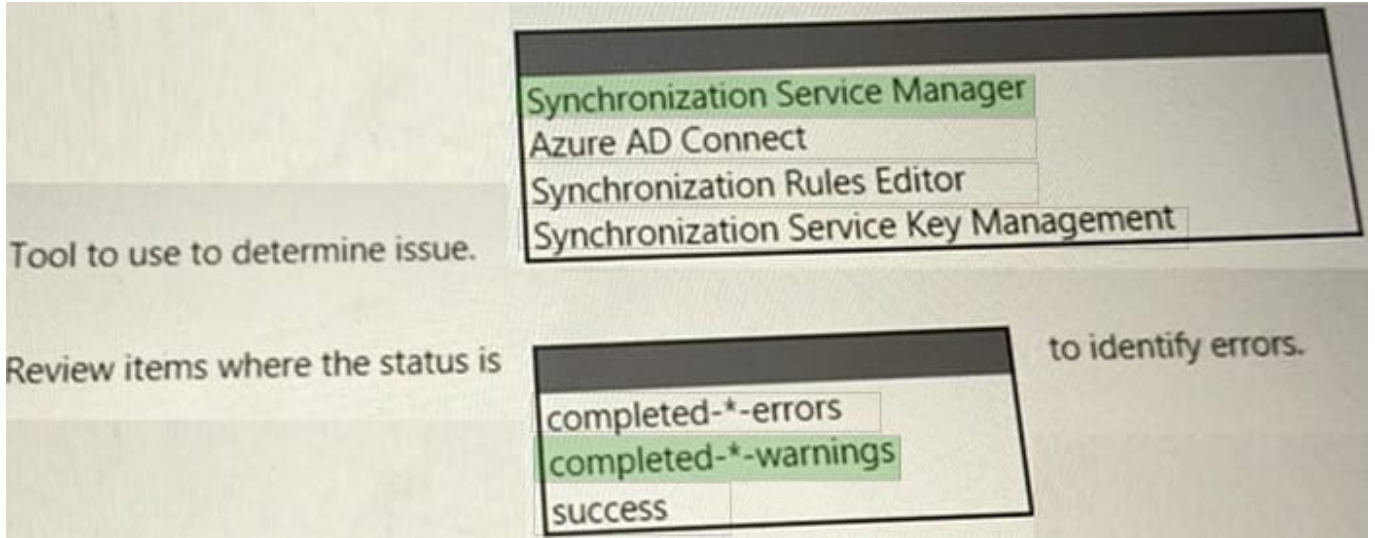 Synchronization Service Manager
Azure AD Connect
Synchronization Rules Editor
Synchronization Service Key Management
Tool to use to determine issue.
Review items where the status is
to identify errors.
completed-*-errors
completed-*-warnings
success